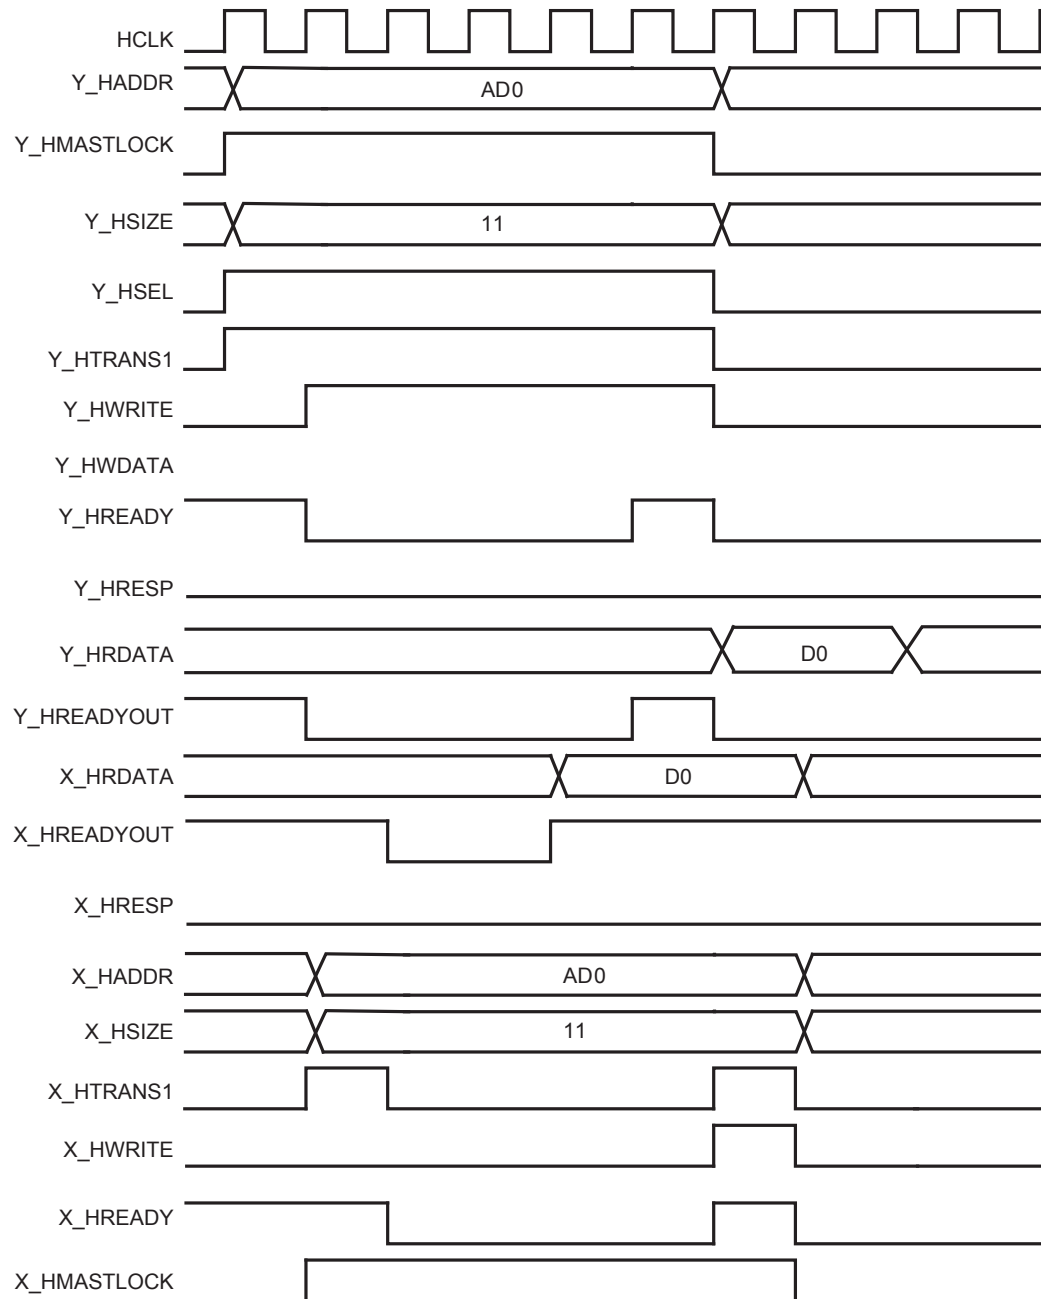 HCLK
Y_HADDR
AD0
Y_HMASTLOCK
Y_HSIZE
11
Y_HSEL
Y_HTRANS1
Y_HWRITE
Y_HWDATA
Y_HREADY
Y_HRESP
Y_HRDATA
D0
Y_HREADYOUT
X_HRDATA
D0
X_HREADYOUT
X_HRESP
X_HADDR
AD0
X_HSIZE
11
X_HTRANS1
X_HWRITE
X_HREADY
X_HMASTLOCK